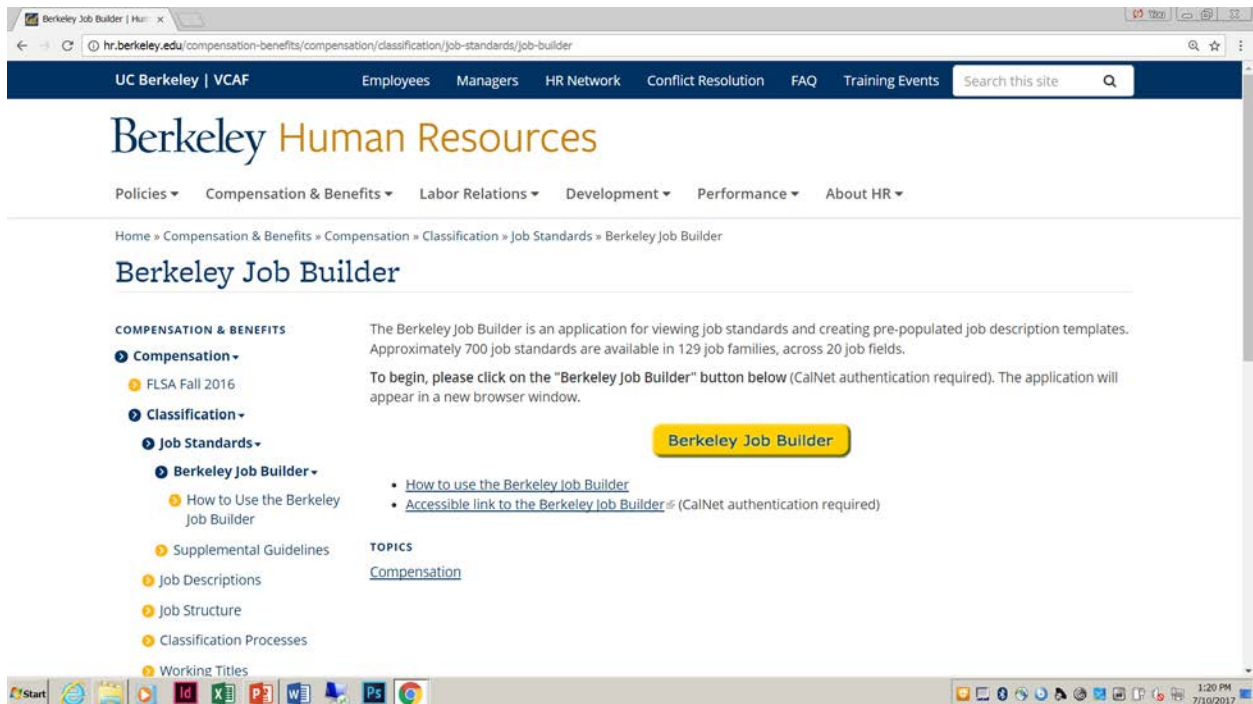 Berkeley Job Builder | Hum
hr.berkeley.edu/compensation-benefits/compensation/classification/job-standards/job-builder
UC Berkeley | VCAF Employees Managers HR Network Conflict Resolution FAQ Training Events Search this site
Berkeley Human Resources
Policies Compensation & Benefits Labor Relations Development Performance About HR
Home » Compensation & Benefits » Compensation » Classification » Job Standards » Berkeley Job Builder
Berkeley Job Builder
COMPENSATION & BENEFITS
Compensation
FLSA Fall 2016
Classification
Job Standards
Berkeley Job Builder
How to Use the Berkeley
Job Builder
Supplemental Guidelines
Job Descriptions
Job Structure
Classification Processes
Working Titles
The Berkeley Job Builder is an application for viewing job standards and creating pre-populated job description templates.
Approximately 700 job standards are available in 129 job families, across 20 job fields.
To begin, please click on the "Berkeley Job Builder" button below (CalNet authentication required). The application will
appear in a new browser window.
Berkeley Job Builder
• How to use the Berkeley Job Builder
• Accessible link to the Berkeley Job Builder (CalNet authentication required)
TOPICS
Compensation
Start Id X P W Ps 1:20 PM
7/10/2017